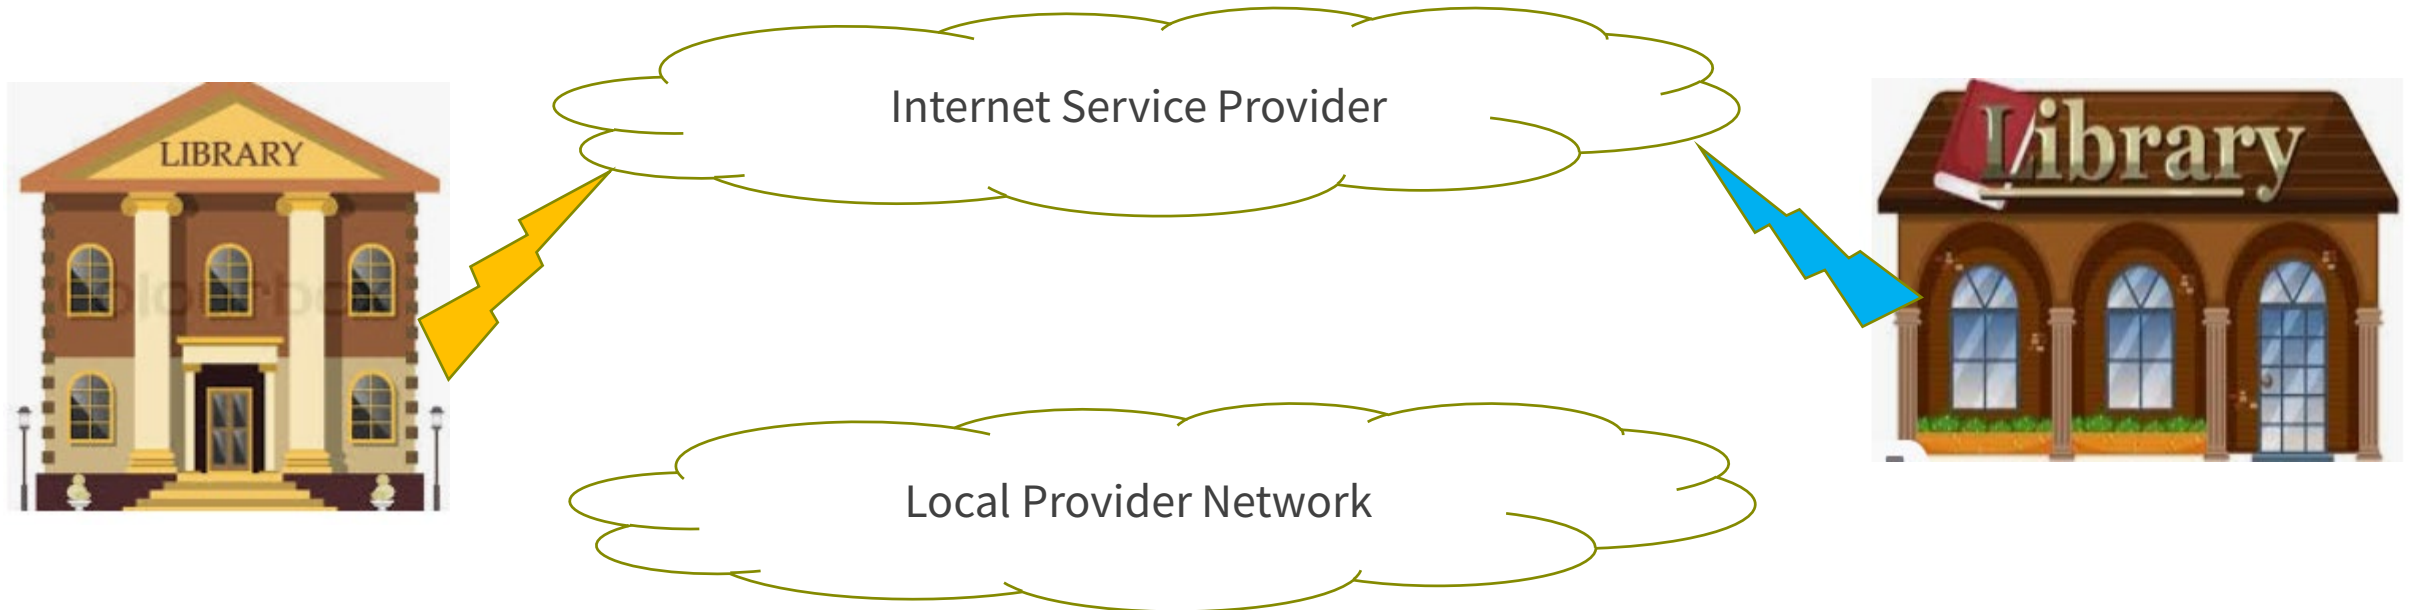 Internet Service Provider
LIBRARY
Library
Local Provider Network